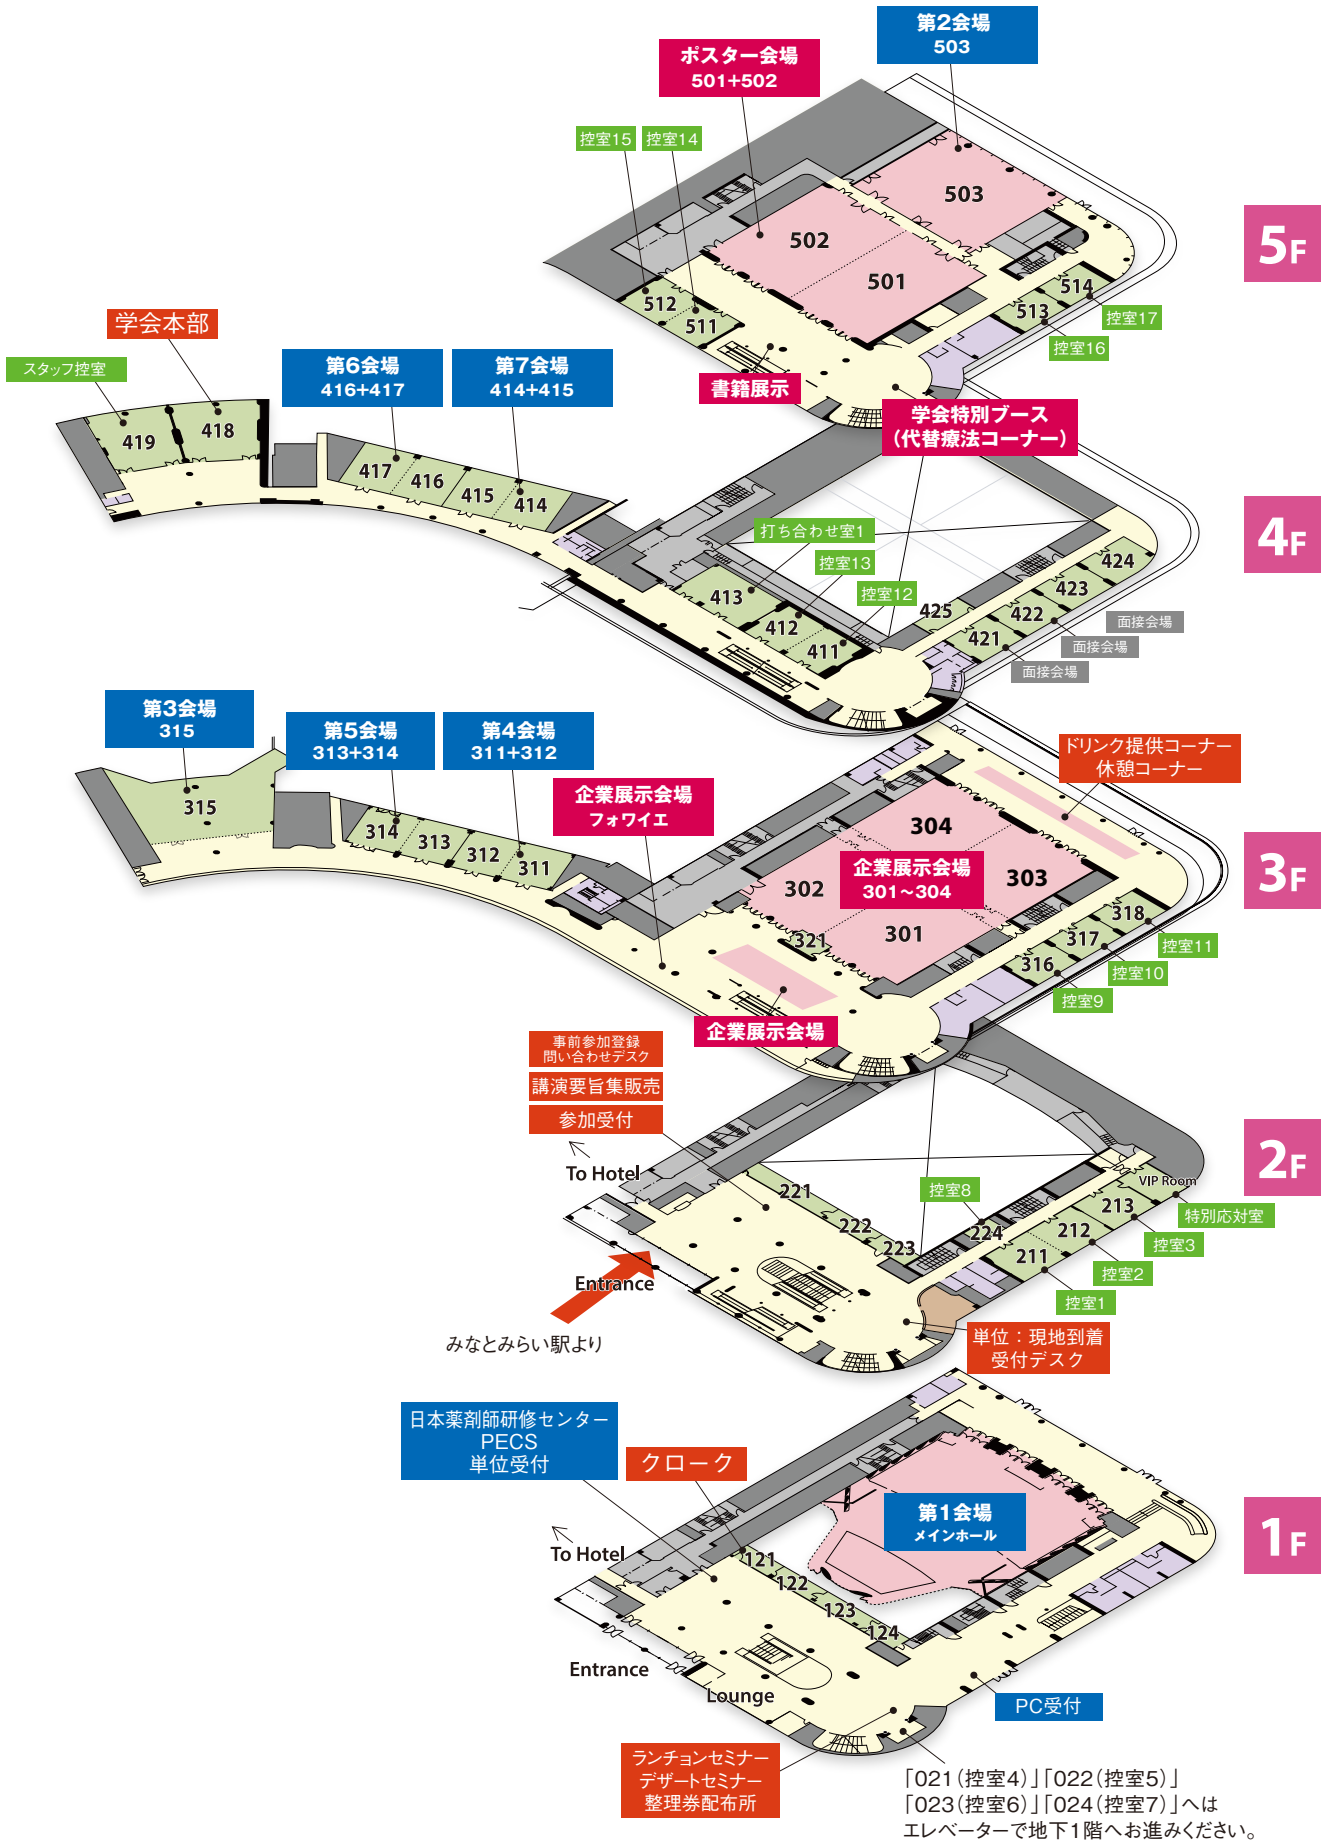 第2会場
503
ポスター会場
501+502
控室15
控室14
503
502
501
512
511
514
513
控室17
控室16
5F
書籍展示
学会特別ブース
（代替療法コーナー）
学会本部
スタッフ控室
第6会場
416+417
第7会場
414+415
419
418
417
416
415
414
打ち合わせ室1
控室13
控室12
413
412
411
425
424
423
422
421
面接会場
面接会場
面接会場
4F
第3会場
315
第5会場
313+314
第4会場
311+312
企業展示会場
フォワイエ
ドリンク提供コーナー
休憩コーナー
315
314
313
312
311
304
企業展示会場
301～304
302
303
301
321
318
317
316
控室11
控室10
控室9
企業展示会場
3F
事前参加登録
問い合わせデスク
講演要旨集販売
参加受付
To Hotel
221
222
223
控室8
224
VIP Room
213
212
211
特別応対室
控室3
控室2
控室1
Entrance
みなとみらい駅より
単位：現地到着
受付デスク
2F
日本薬剤師研修センター
PECS
単位受付
クローク
第1会場
メインホール
To Hotel
121
122
123
124
Entrance
Lounge
PC受付
1F
ランチョンセミナー
デザートセミナー
整理券配布所
「021（控室4）」「022（控室5）」
「023（控室6）」「024（控室7）」へは
エレベーターで地下1階へお進みください。